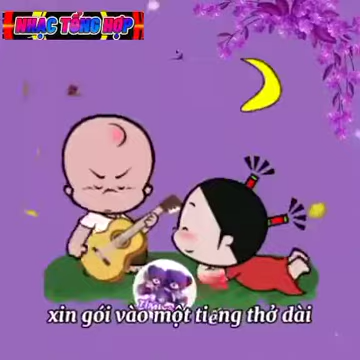 NHẠC TỔNG HỢP
xin gói vào một tiếng thở dài